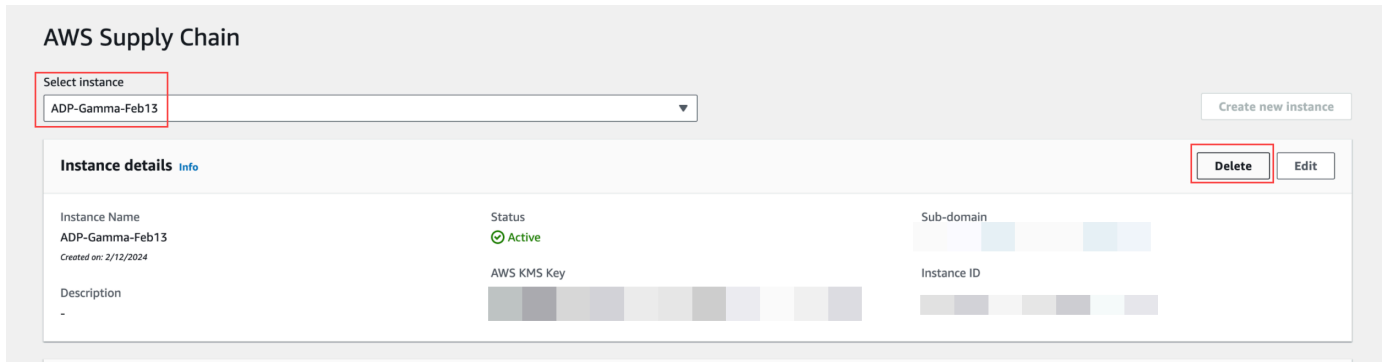 AWS Supply Chain
Select instance
ADP-Gamma-Feb13
Create new instance
Instance details Info
Delete Edit
Instance Name
ADP-Gamma-Feb13
Created on: 2/12/2024
Description
-
Status
Active
AWS KMS Key
Sub-domain
Instance ID